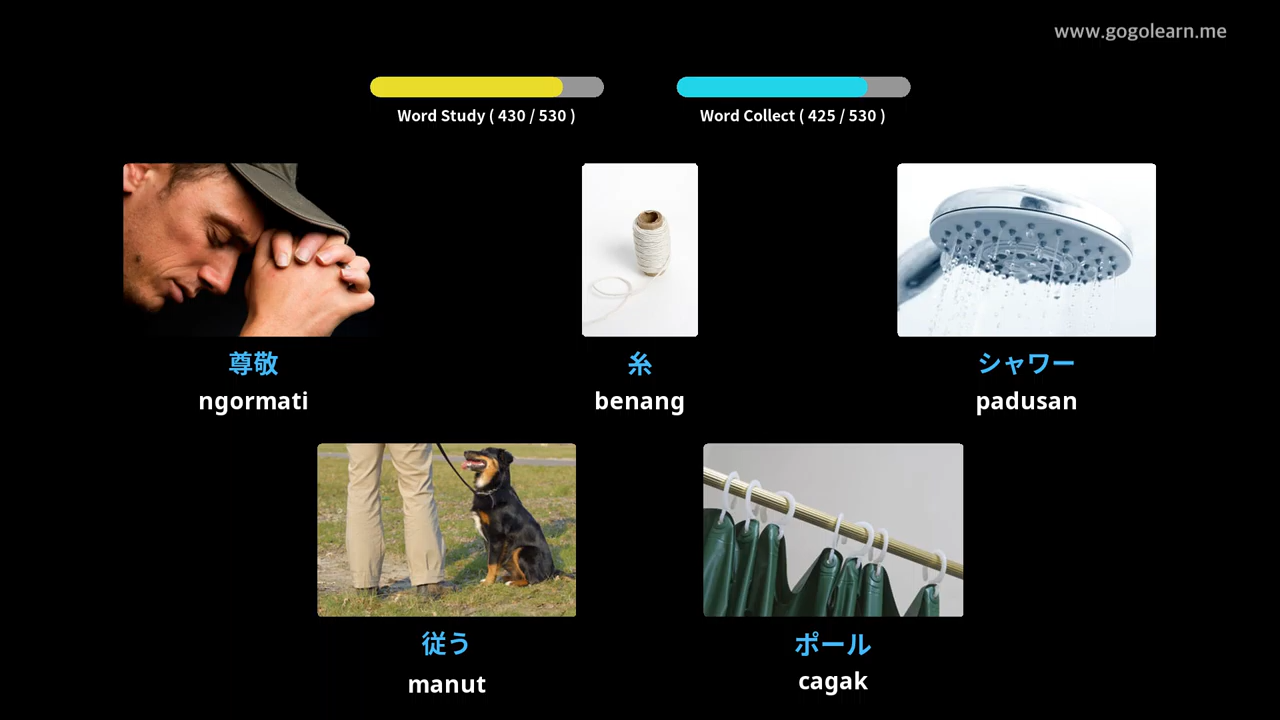 www.gogolearn.me
Word Study ( 430 / 530 )
Word Collect ( 425 / 530 )
尊敬
ngormati
糸
benang
シャワー
padusan
従う
manut
ポール
cagak